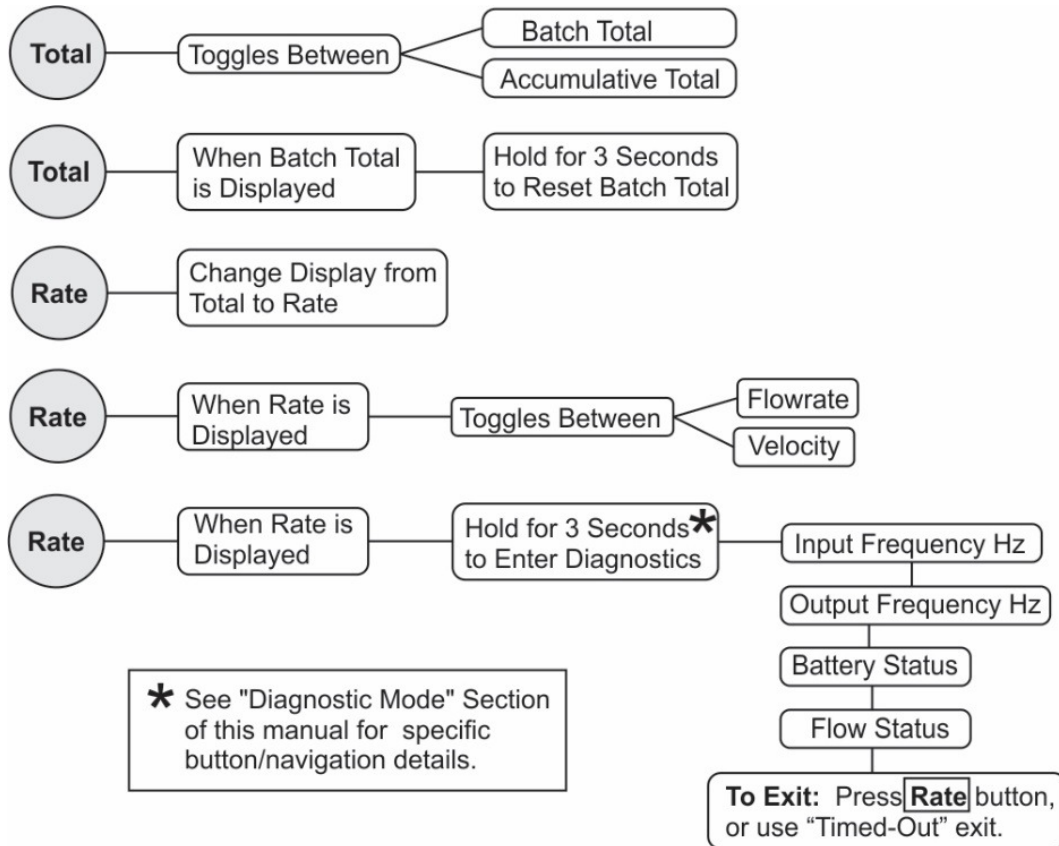 Total
Toggles Between
Batch Total
Accumulative Total
Total
When Batch Total
is Displayed
Hold for 3 Seconds
to Reset Batch Total
Rate
Change Display from
Total to Rate
Rate
When Rate is
Displayed
Toggles Between
Flowrate
Velocity
Rate
When Rate is
Displayed
Hold for 3 Seconds*
to Enter Diagnostics
Input Frequency Hz
Output Frequency Hz
Battery Status
Flow Status
To Exit: Press Rate button,
or use “Timed-Out” exit.
* See "Diagnostic Mode" Section
of this manual for specific
button/navigation details.